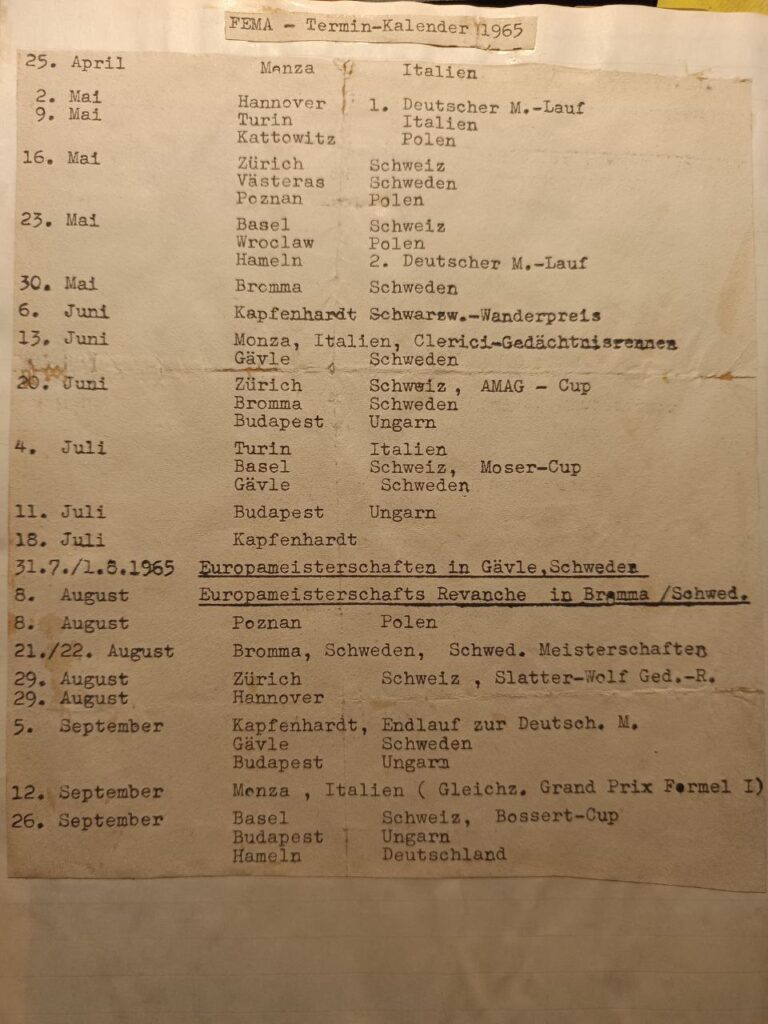 FEMA - Termin-Kalender 1965
25. April Monza Italien
2. Mai Hannover 1. Deutscher M.-Lauf
9. Mai Turin Italien
Kattowitz Polen
16. Mai Zürich Schweiz
Västeras Schweden
Poznan Polen
23. Mai Basel Schweiz
Wroclaw Polen
Hameln 2. Deutscher M.-Lauf
30. Mai Bromma Schweden
6. Juni Kapfenhardt Schwarzw.-Wanderpreis
13. Juni Monza, Italien, Clerici-Gedächtnisrennen
Gävle Schweden
20. Juni Zürich Schweiz, AMAG - Cup
Bromma Schweden
Budapest Ungarn
4. Juli Turin Italien
Basel Schweiz, Moser-Cup
Gävle Schweden
11. Juli Budapest Ungarn
18. Juli Kapfenhardt
31.7./1.8.1965 Europameisterschaften in Gävle,Schweden
8. August Europameisterschafts Revanche in Bromma /Schwed.
8. August Poznan Polen
21./22. August Bromma, Schweden, Schwed. Meisterschaften
29. August Zürich Schweiz , Slatter-Wolf Ged.-R.
29. August Hannover
5. September Kapfenhardt, Endlauf zur Deutsch. M.
Gävle Schweden
Budapest Ungarn
12. September Monza , Italien ( Gleichz. Grand Prix Formel I)
26. September Basel Schweiz, Bossert-Cup
Budapest Ungarn
Hameln Deutschland